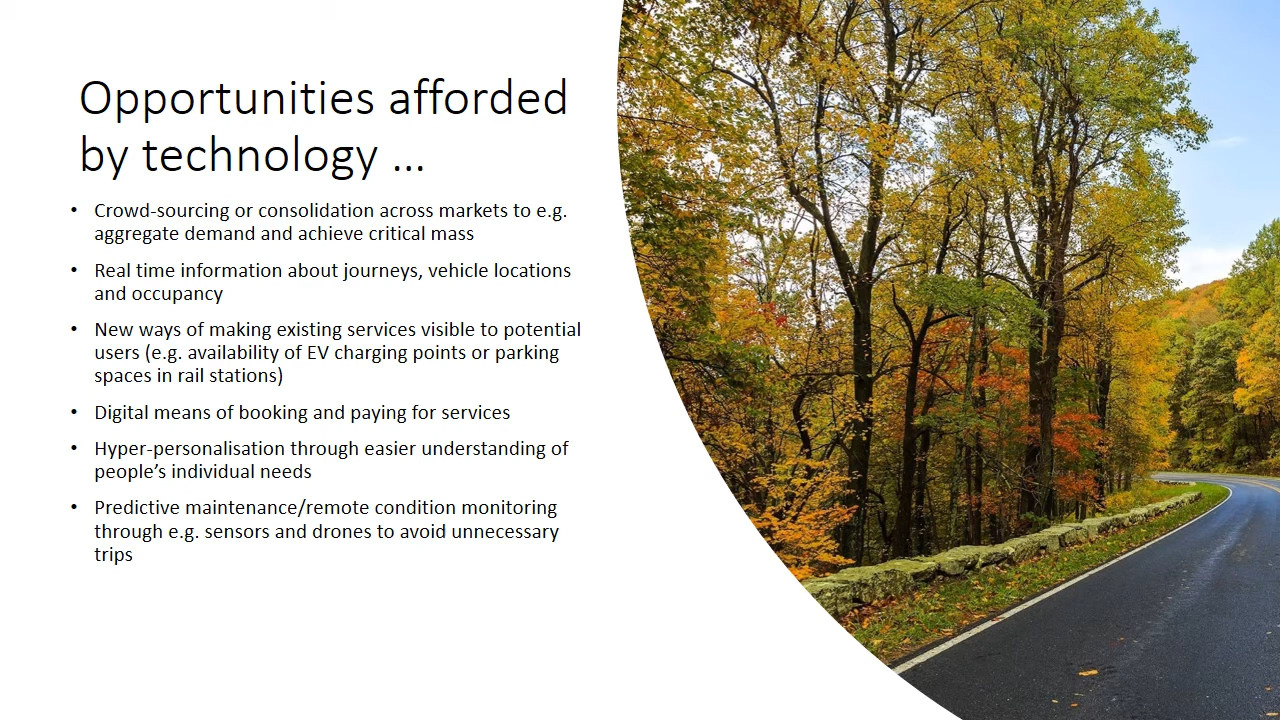 Opportunities afforded
by technology ...
• Crowd-sourcing or consolidation across markets to e.g.
aggregate demand and achieve critical mass
• Real time information about journeys, vehicle locations
and occupancy
• New ways of making existing services visible to potential
users (e.g. availability of EV charging points or parking
spaces in rail stations)
• Digital means of booking and paying for services
• Hyper-personalisation through easier understanding of
people’s individual needs
• Predictive maintenance/remote condition monitoring
through e.g. sensors and drones to avoid unnecessary
trips